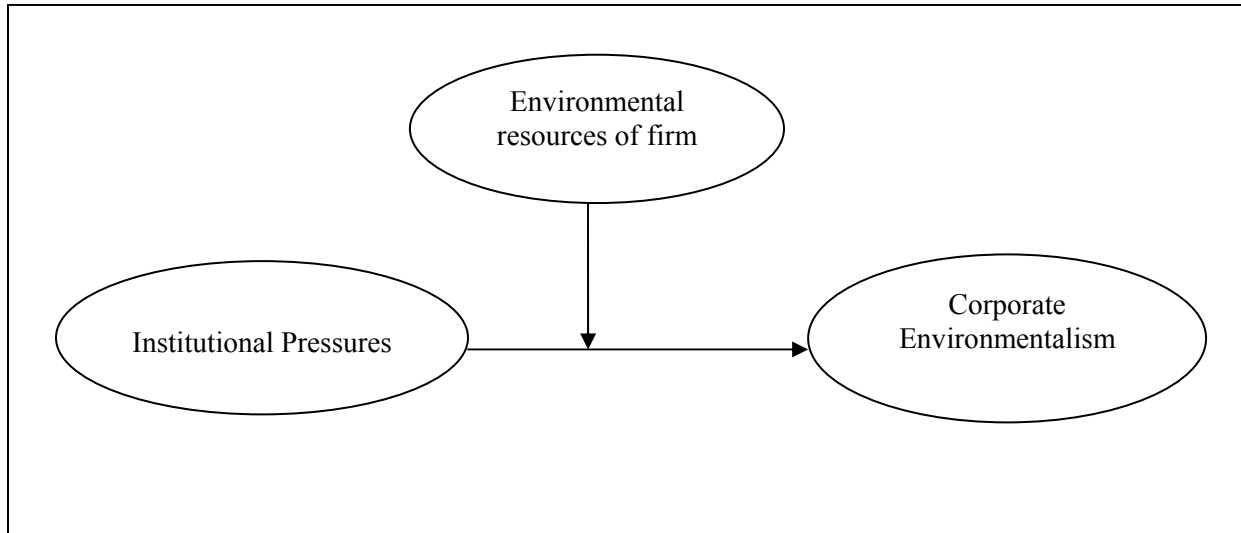 Environmental
resources of firm
Institutional Pressures
Corporate
Environmentalism